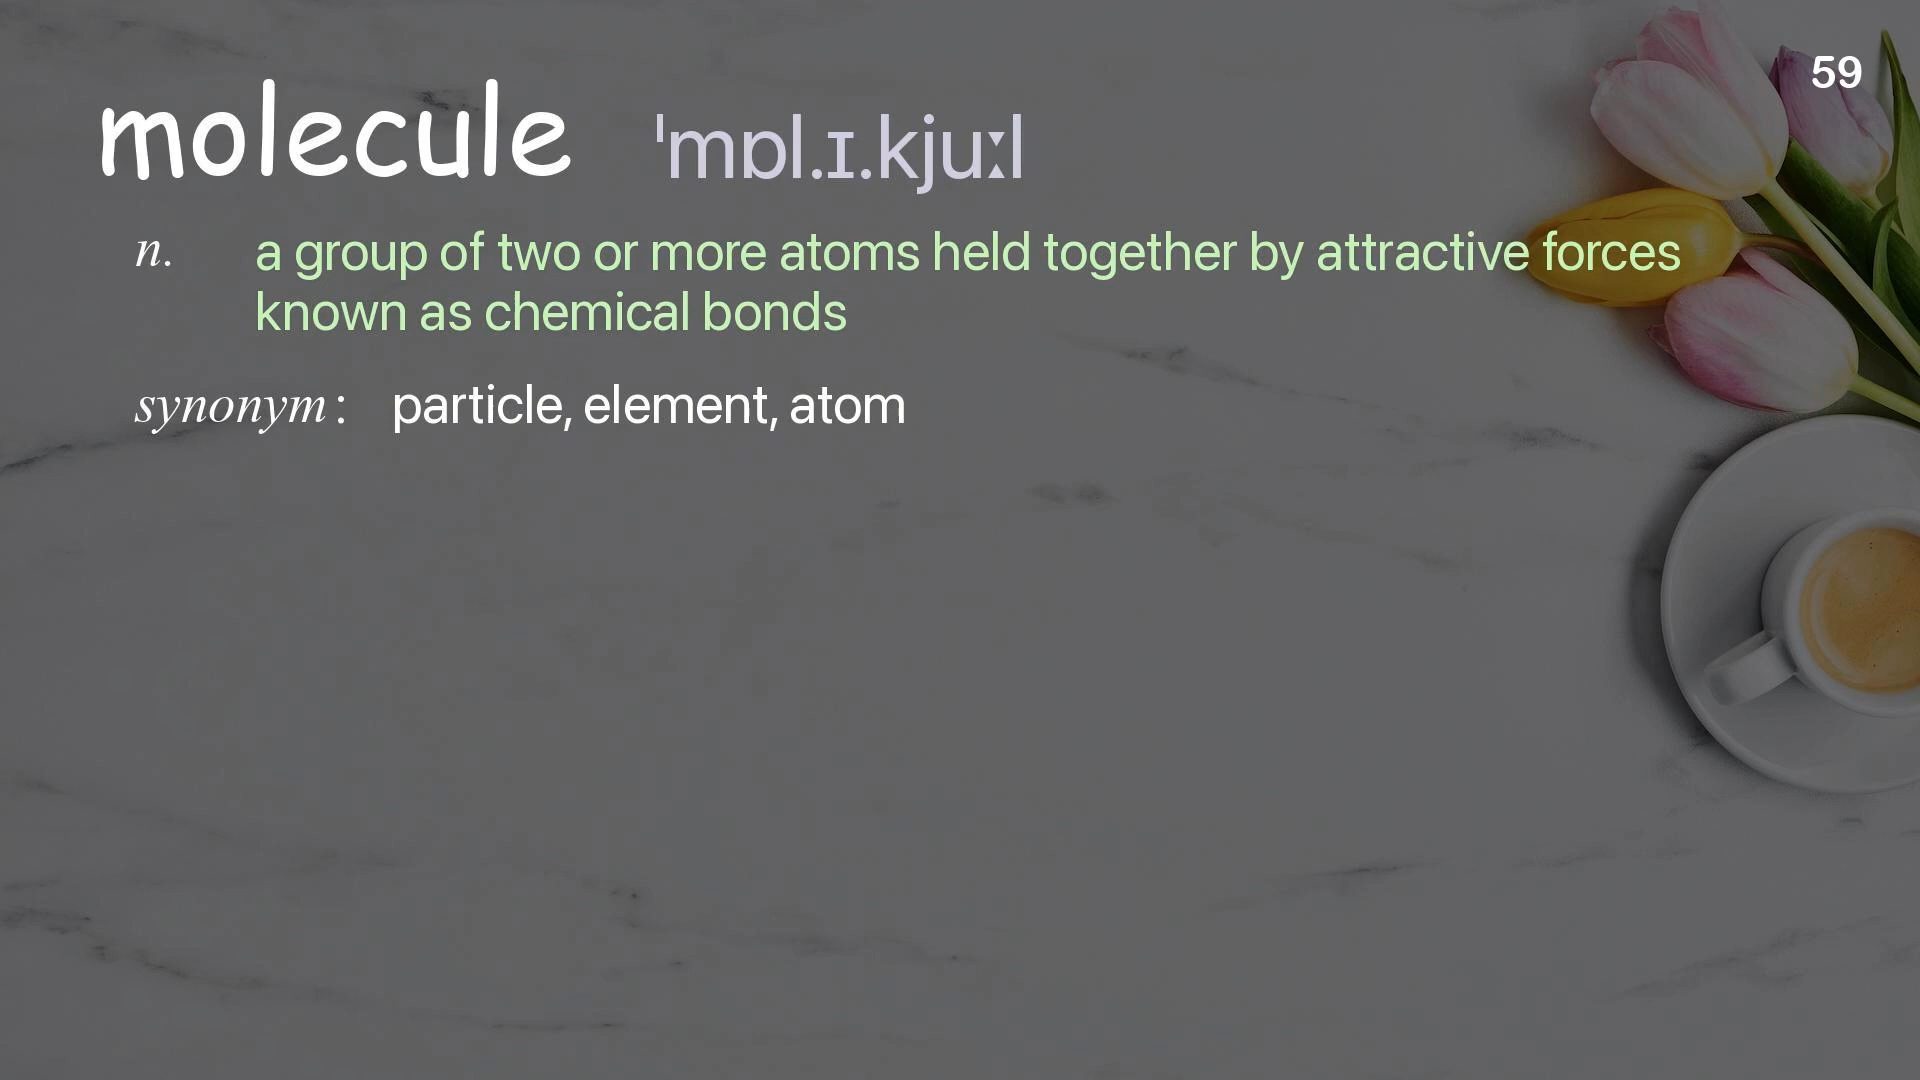 59
molecule ˈmɒl.ɪ.kjuːl
n. a group of two or more atoms held together by attractive forces
known as chemical bonds
synonym: particle, element, atom